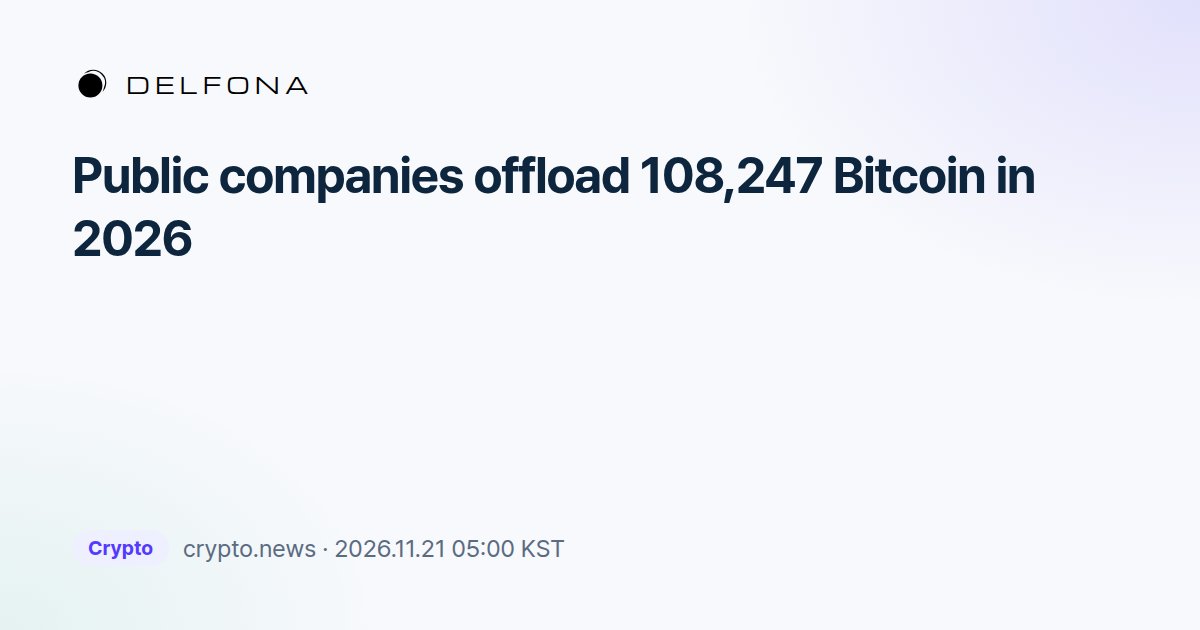 DELFONA
Public companies offload 108,247 Bitcoin in
2026
Crypto crypto.news · 2026.11.21 05:00 KST